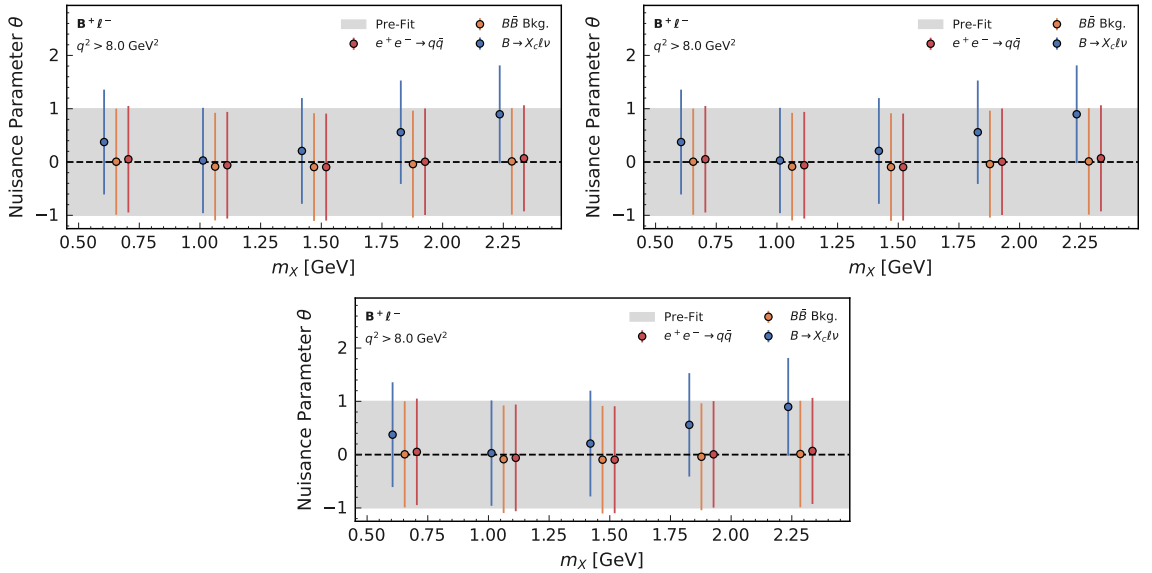 B⁺ℓ⁻
q² > 8.0 GeV²
Pre-Fit
e⁺e⁻ → qq̄
BB̄ Bkg.
B → X_cℓν
Nuisance Parameter θ
2
1
0
−1
0.50 0.75 1.00 1.25 1.50 1.75 2.00 2.25
m_X [GeV]
B⁺ℓ⁻
q² > 8.0 GeV²
Pre-Fit
e⁺e⁻ → qq̄
BB̄ Bkg.
B → X_cℓν
Nuisance Parameter θ
2
1
0
−1
0.50 0.75 1.00 1.25 1.50 1.75 2.00 2.25
m_X [GeV]
B⁺ℓ⁻
q² > 8.0 GeV²
Pre-Fit
e⁺e⁻ → qq̄
BB̄ Bkg.
B → X_cℓν
Nuisance Parameter θ
2
1
0
−1
0.50 0.75 1.00 1.25 1.50 1.75 2.00 2.25
m_X [GeV]